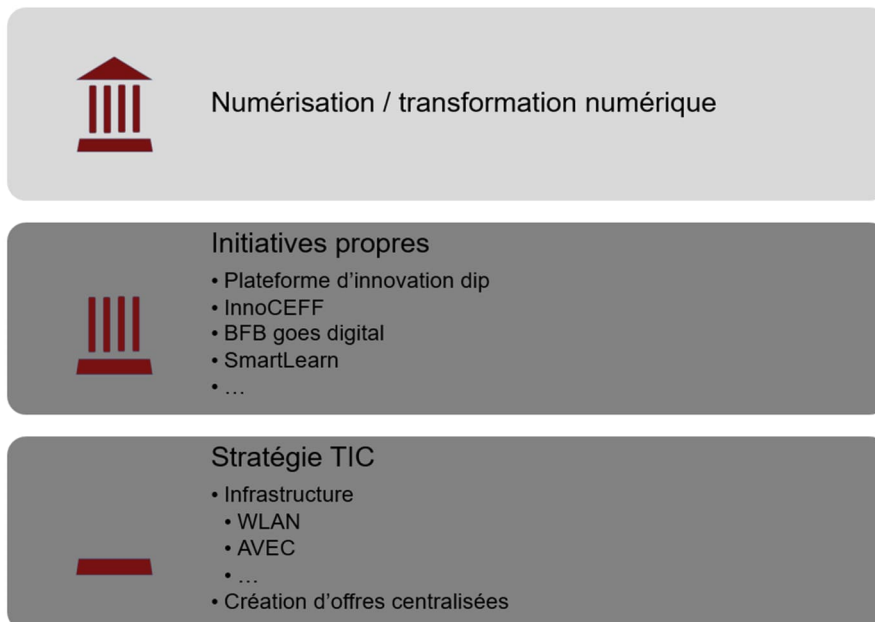 Numérisation / transformation numérique
Initiatives propres
• Plateforme d’innovation dip
• InnoCEFF
• BFB goes digital
• SmartLearn
• …
Stratégie TIC
• Infrastructure
• WLAN
• AVEC
• …
• Création d’offres centralisées